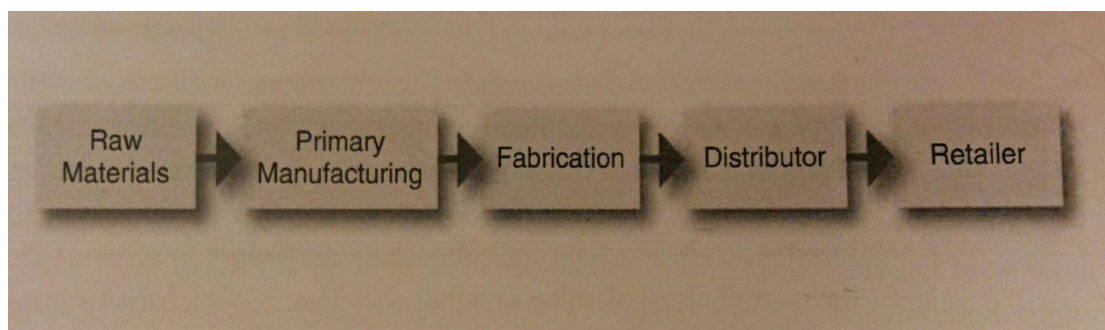 Raw
Materials
Primary
Manufacturing
Fabrication
Distributor
Retailer